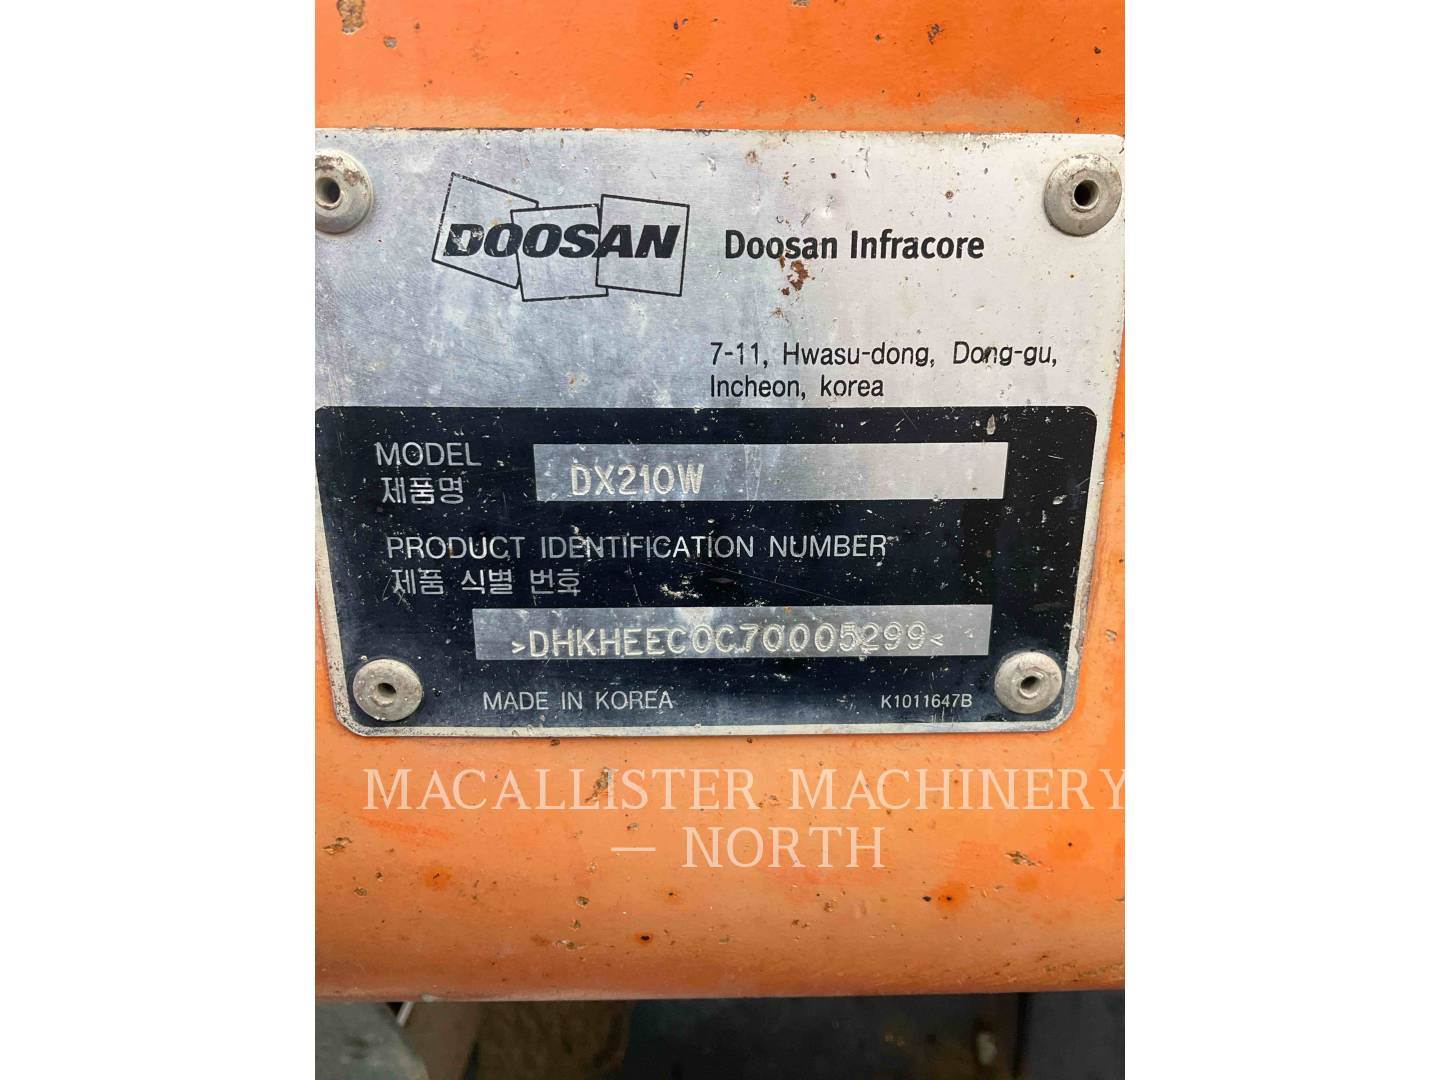 DOOSAN Doosan Infracore
7-11, Hwasu-dong, Dong-gu,
Incheon, korea
MODEL DX210W
제품명
PRODUCT IDENTIFICATION NUMBER
제품 식별 번호
>DHKHEEC0C70005299<
MADE IN KOREA K1011647B
MACALLISTER MACHINERY
— NORTH